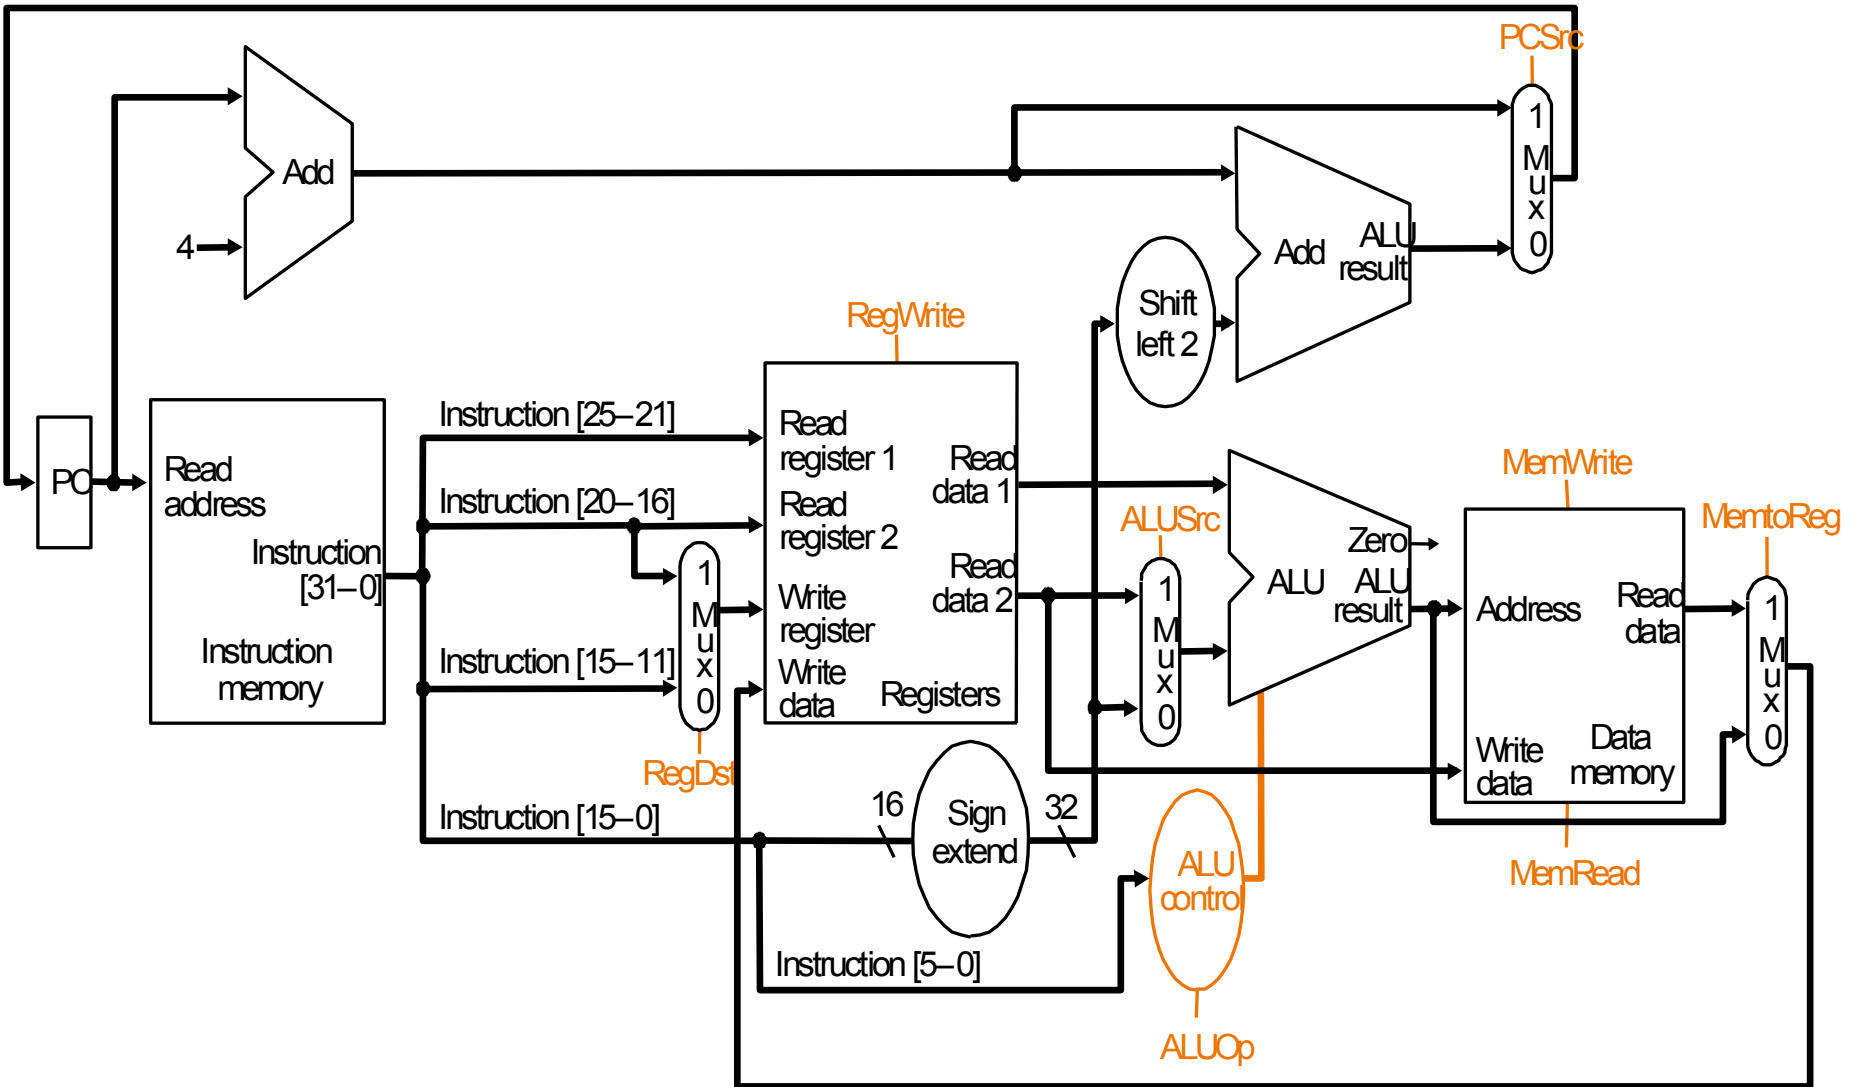 PCSrc
1
M
u
x
0
Add
4
Add
ALU
result
Shift
left 2
RegWrite
PC
Read
address
Instruction
[31–0]
Instruction
memory
Instruction [25–21]
Instruction [20–16]
Instruction [15–11]
Instruction [15–0]
Instruction [5–0]
1
M
u
x
0
RegDst
Read
register 1
Read
register 2
Write
register
Write
data
Read
data 1
Read
data 2
Registers
16
Sign
extend
32
ALUSrc
1
M
u
x
0
Zero
ALU
ALU
result
ALU
control
ALUOp
MemWrite
Address
Read
data
Write
data
Data
memory
MemRead
MemtoReg
1
M
u
x
0